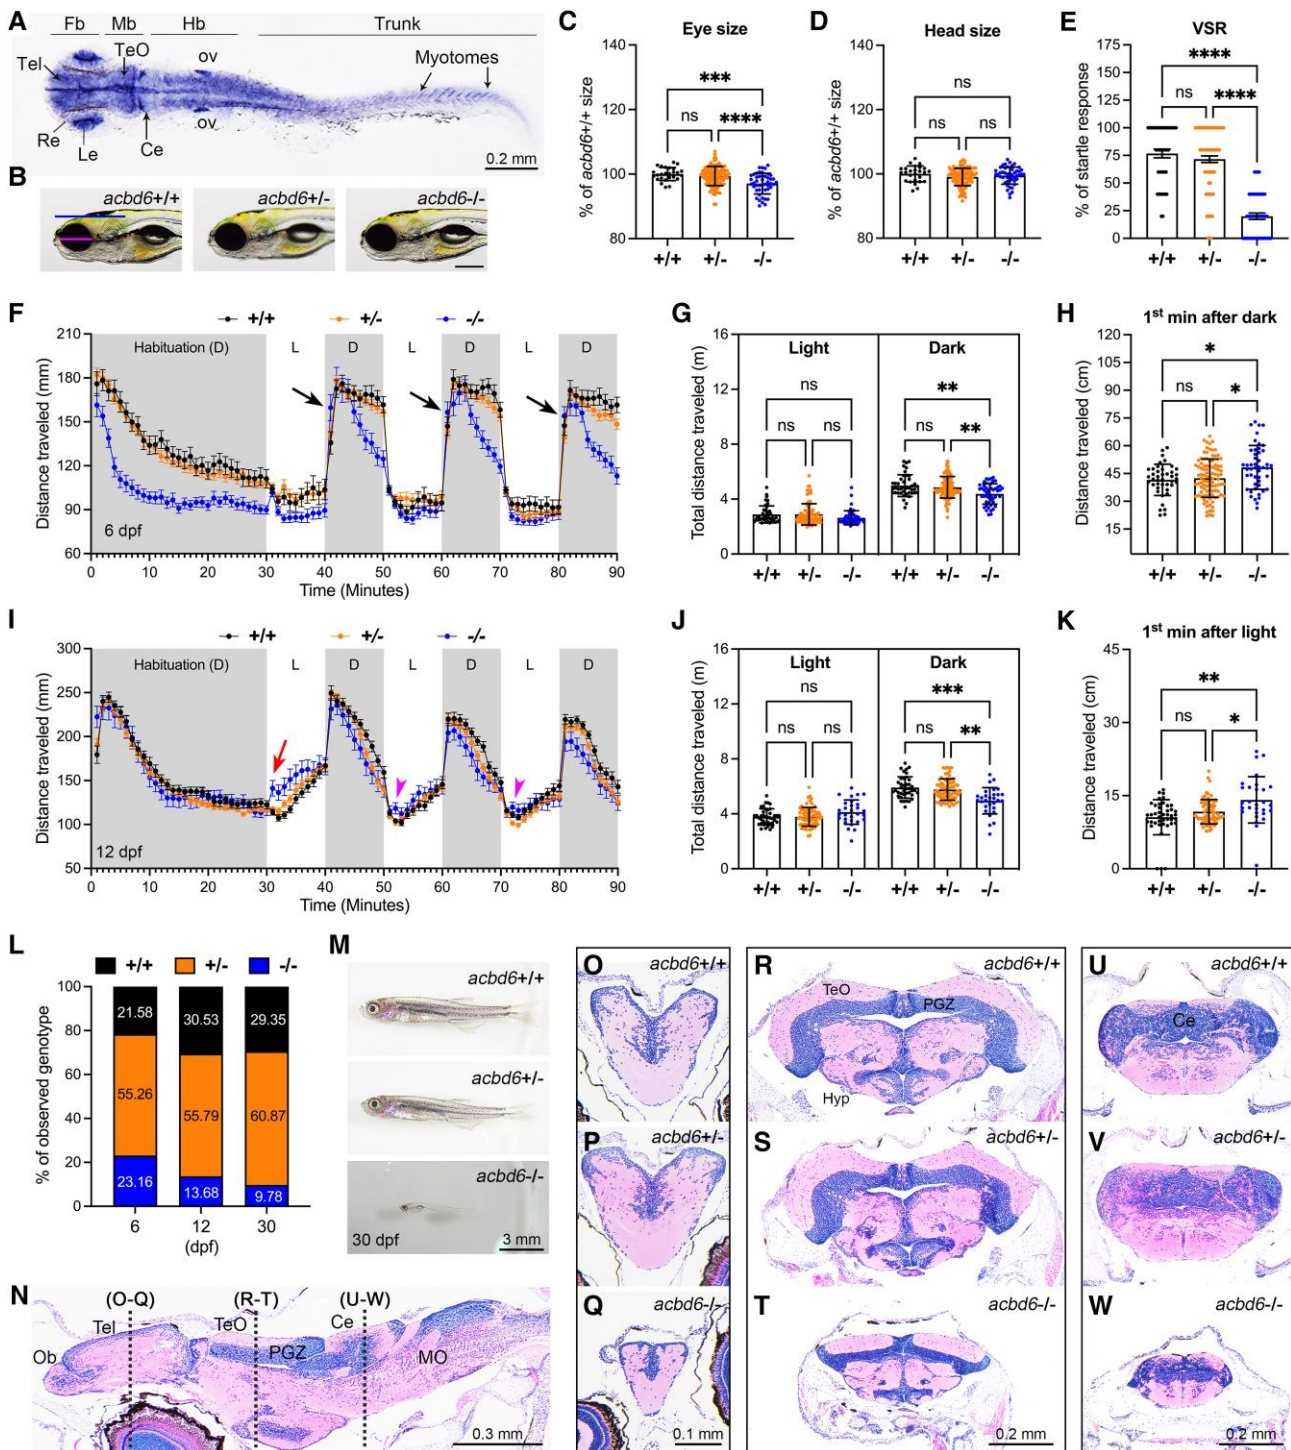 A
Fb Mb Hb Trunk
TeO
Tel
ov
Myotomes
ov
Re
Le
Ce
0.2 mm
B
acbd6+/+
acbd6+/-
acbd6-/-
C
Eye size
% of acbd6+/+ size
140
120
100
80
***
ns ****
+/+ +/- -/-
D
Head size
% of acbd6+/+ size
140
120
100
80
ns
ns ns
+/+ +/- -/-
E
VSR
% of startle response
175
150
125
100
75
50
25
0
****
ns ****
+/+ +/- -/-
F
+/+ +/- -/-
Distance traveled (mm)
210
180
150
120
90
60
Habituation (D) L D L D L D
6 dpf
0 10 20 30 40 50 60 70 80 90
Time (Minutes)
G
Total distance traveled (m)
16
12
8
4
0
Light Dark
ns **
ns ns ns **
+/+ +/- -/- +/+ +/- -/-
H
1st min after dark
Distance traveled (cm)
120
105
90
75
60
45
30
15
*
ns *
+/+ +/- -/-
I
+/+ +/- -/-
Distance traveled (mm)
300
250
200
150
100
50
Habituation (D) L D L D L D
12 dpf
0 10 20 30 40 50 60 70 80 90
Time (Minutes)
J
Total distance traveled (m)
16
12
8
4
0
Light Dark
ns ***
ns ns ns **
+/+ +/- -/- +/+ +/- -/-
K
1st min after light
Distance traveled (cm)
45
30
15
0
**
ns *
+/+ +/- -/-
L
+/+ +/- -/-
% of observed genotype
100
80
60
40
20
0
21.58 30.53 29.35
55.26 55.79 60.87
23.16 13.68 9.78
6 12 30
(dpf)
M
acbd6+/+
acbd6+/-
acbd6-/-
30 dpf
3 mm
N
(O-Q) (R-T) (U-W)
Tel TeO Ce
Ob PGZ MO
0.3 mm
O
acbd6+/+
P
acbd6+/-
Q
acbd6-/-
0.1 mm
R
acbd6+/+
TeO
PGZ
Hyp
S
acbd6+/-
T
acbd6-/-
0.2 mm
U
acbd6+/+
Ce
V
acbd6+/-
W
acbd6-/-
0.2 mm